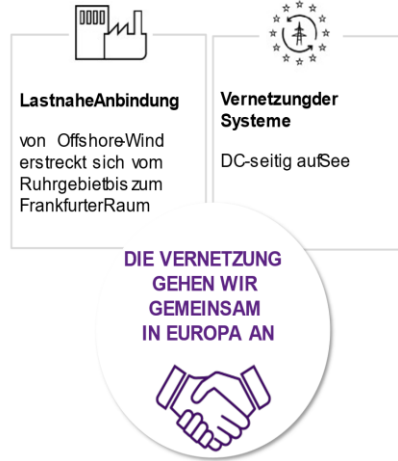 LastnaheAnbindung
von Offshore-Wind
erstreckt sich vom
Ruhrgebietbis zum
FrankfurterRaum
Vernetzungder
Systeme
DC-seitig aufSee
DIE VERNETZUNG
GEHEN WIR
GEMEINSAM
IN EUROPA AN